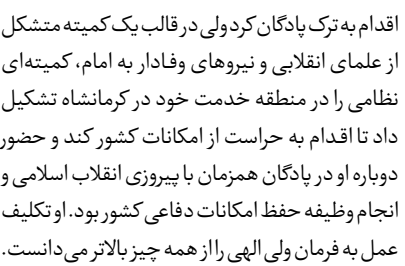 اقدام به ترک پادگان کرد ولی در قالب یک کمیته متشکل
از علمای انقلابی و نیروهای وفادار به امام، کمیته‌ای
نظامی را در منطقه خدمت خود در کرمانشاه تشکیل
داد تا اقدام به حراست از امکانات کشور کند و حضور
دوباره او در پادگان همزمان با پیروزی انقلاب اسلامی و
انجام وظیفه حفظ امکانات دفاعی کشور بود. او تکلیف
عمل به فرمان ولی الهی را از همه چیز بالاتر می‌دانست.